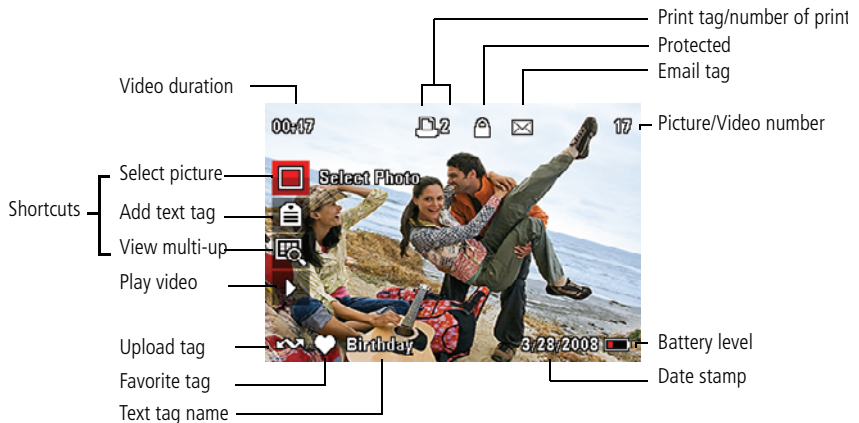 Print tag/number of print
Protected
Email tag
Video duration
00:17
2
17
Picture/Video number
Select picture
Select Photo
Shortcuts
Add text tag
View multi-up
Play video
Upload tag
Birthday
3/28/2008
Battery level
Favorite tag
Date stamp
Text tag name